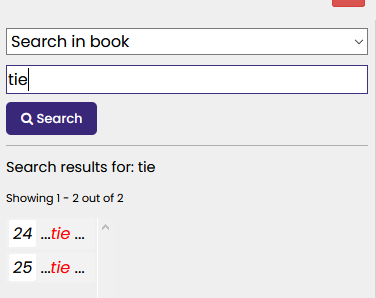 Search in book
tie
Search
Search results for: tie
Showing 1 - 2 out of 2
24 ...tie ...
25 ...tie ...